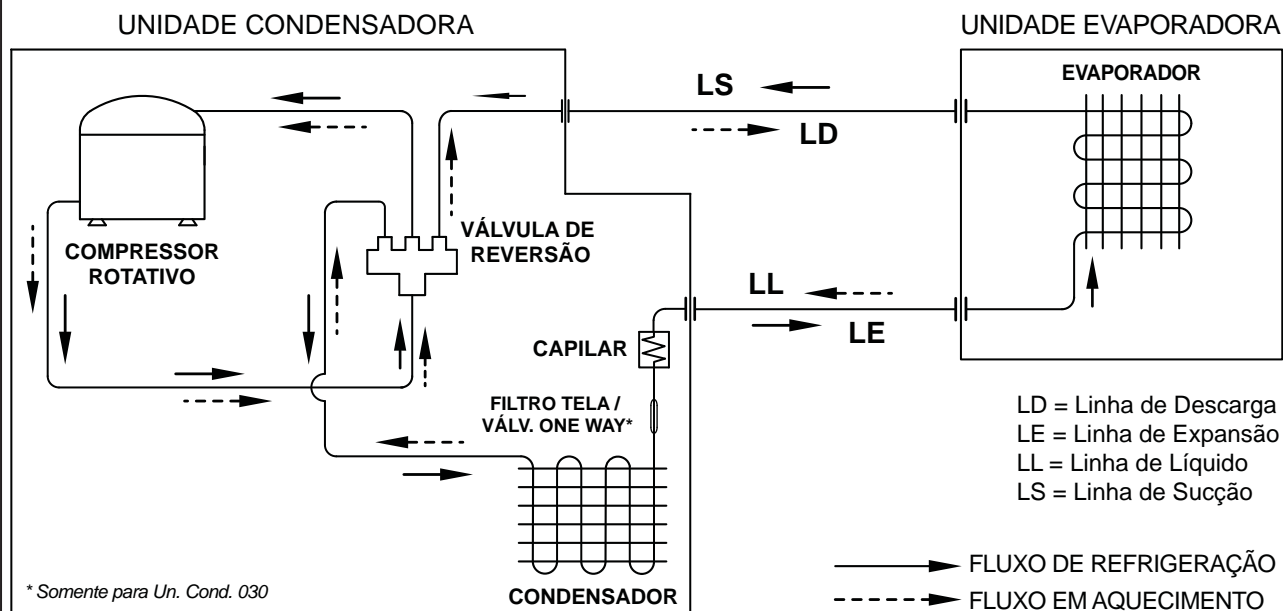 UNIDADE CONDENSADORA
UNIDADE EVAPORADORA
EVAPORADOR
LS
LD
COMPRESSOR
ROTATIVO
VÁLVULA DE
REVERSÃO
LL
LE
CAPILAR
FILTRO TELA /
VÁLV. ONE WAY*
LD = Linha de Descarga
LE = Linha de Expansão
LL = Linha de Líquido
LS = Linha de Sucção
FLUXO DE REFRIGERAÇÃO
FLUXO EM AQUECIMENTO
* Somente para Un. Cond. 030
CONDENSADOR